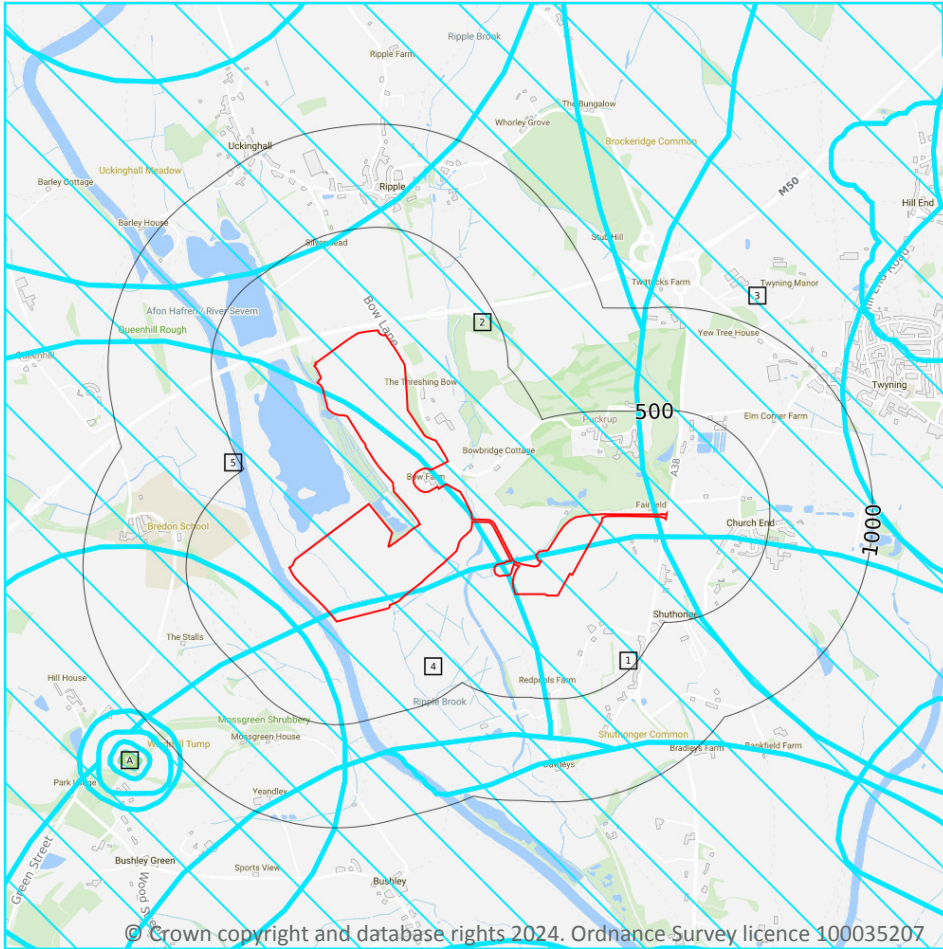 Ripple Brook
Ripple Farm
The Bungalow
Whorley Grove
Uckinghall
Brockeridge Common
Uckinghall Meadow
Barley Cottage
Ripple
M50
Hill End
Barley House
Stub Hill
Bow Lane
Twittocks Farm
Twyning Manor
3
Afon Hafren / River Severn
2
Queenhill Rough
Yew Tree House
Queenhill
The Threshing Bow
Twyning
500
Puckrup
Elm Corner Farm
Bowbridge Cottage
5
A38
Bow Farm
Fairfield
Bredon School
Church End
1000
Shuthonger
The Stalls
1
4
Hill House
Redpools Farm
Ripple Brook
Mossgreen Shrubbery
Mossgreen House
Shuthonger Common
Bradleys Farm
Bankfield Farm
A
Park Lodge
Yeandley
Green Street
Bushley Green
Sports View
Bushley
© Crown copyright and database rights 2024. Ordnance Survey licence 100035207